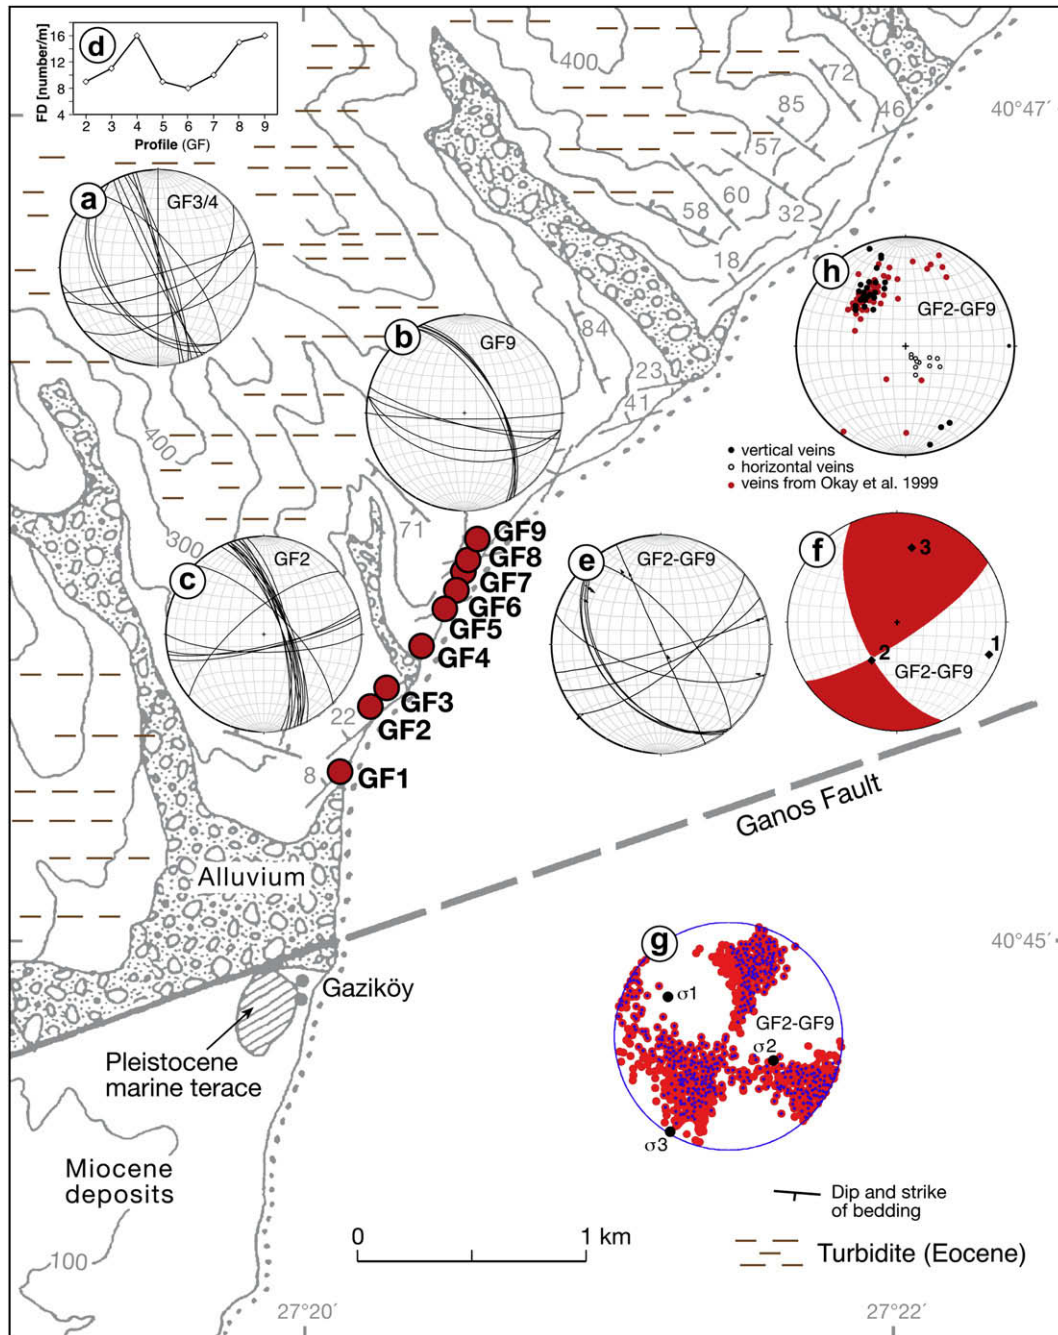 d
FD [number/m]
16
12
8
4
2 3 4 5 6 7 8 9
Profile (GF)
400
72
85
46
57
60
58
32
18
40°47´
a
GF3/4
h
GF2-GF9
b
GF9
84
23
41
400
vertical veins
horizontal veins
veins from Okay et al. 1999
71
300
c
GF2
GF9
GF8
GF7
GF6
GF5
GF4
GF3
GF2
GF1
22
8
e
GF2-GF9
f
3
1
2
GF2-GF9
Ganos Fault
Alluvium
40°45´
g
σ1
GF2-GF9
σ2
σ3
Gaziköy
Pleistocene
marine terace
Miocene
deposits
Dip and strike
of bedding
0
1 km
Turbidite (Eocene)
100
27°20´
27°22´